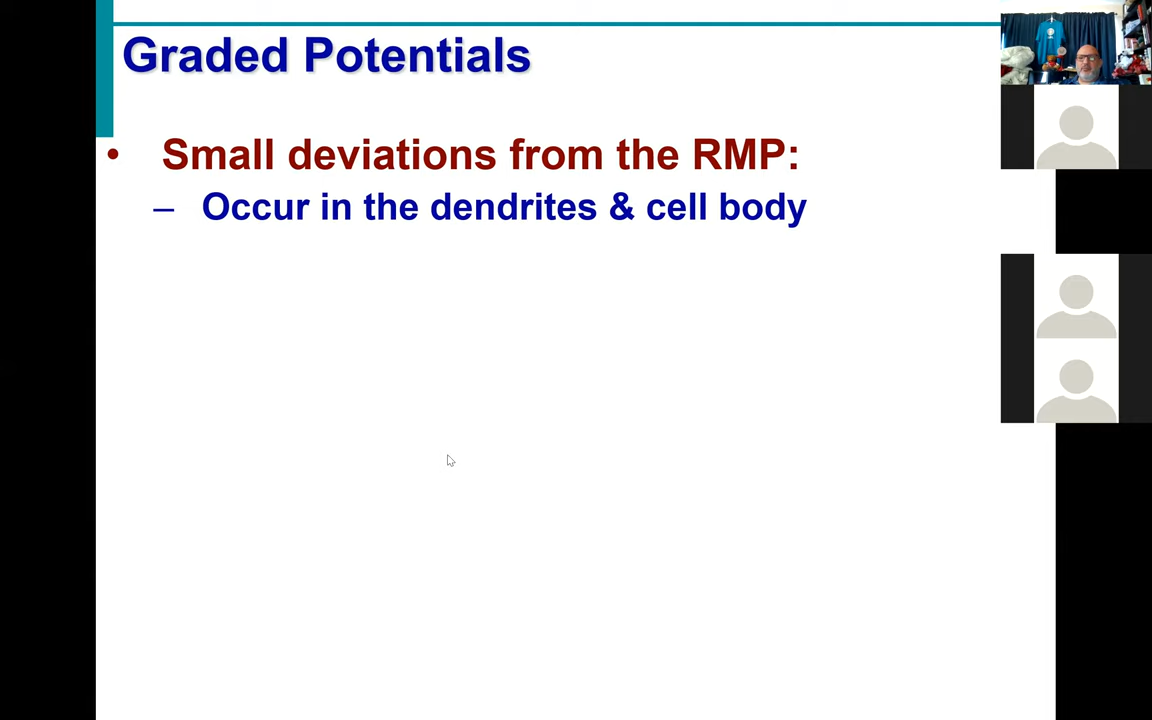 Graded Potentials
• Small deviations from the RMP:
– Occur in the dendrites & cell body